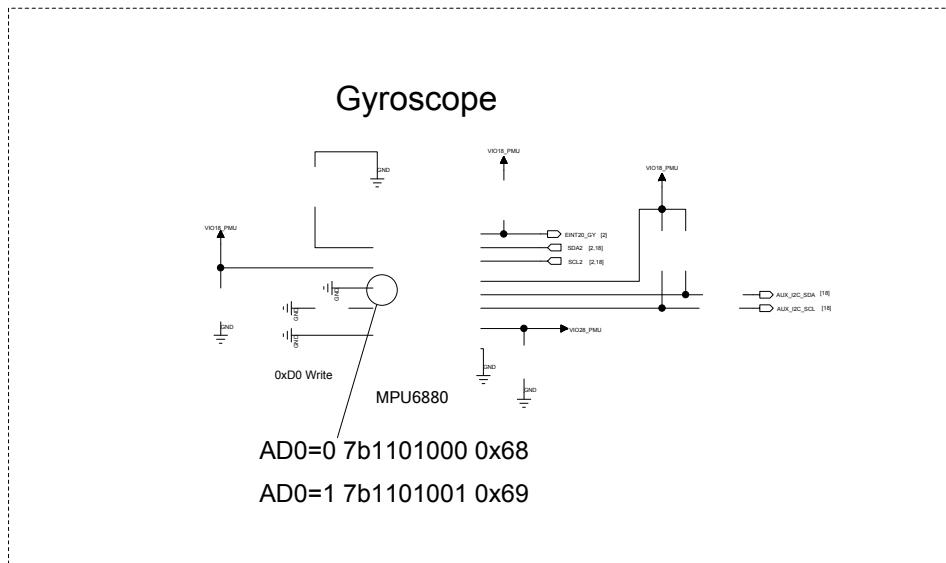 Gyroscope
GND
VIO18_PMU
VIO18_PMU
VIO18_PMU
EINT20_GY [2]
SDA2 [2,18]
SCL2 [2,18]
GND
AUX_I2C_SDA [18]
GND
AUX_I2C_SCL [18]
GND
VIO28_PMU
GND
GND
0xD0 Write
GND
MPU6880
AD0=0 7b1101000 0x68
AD0=1 7b1101001 0x69